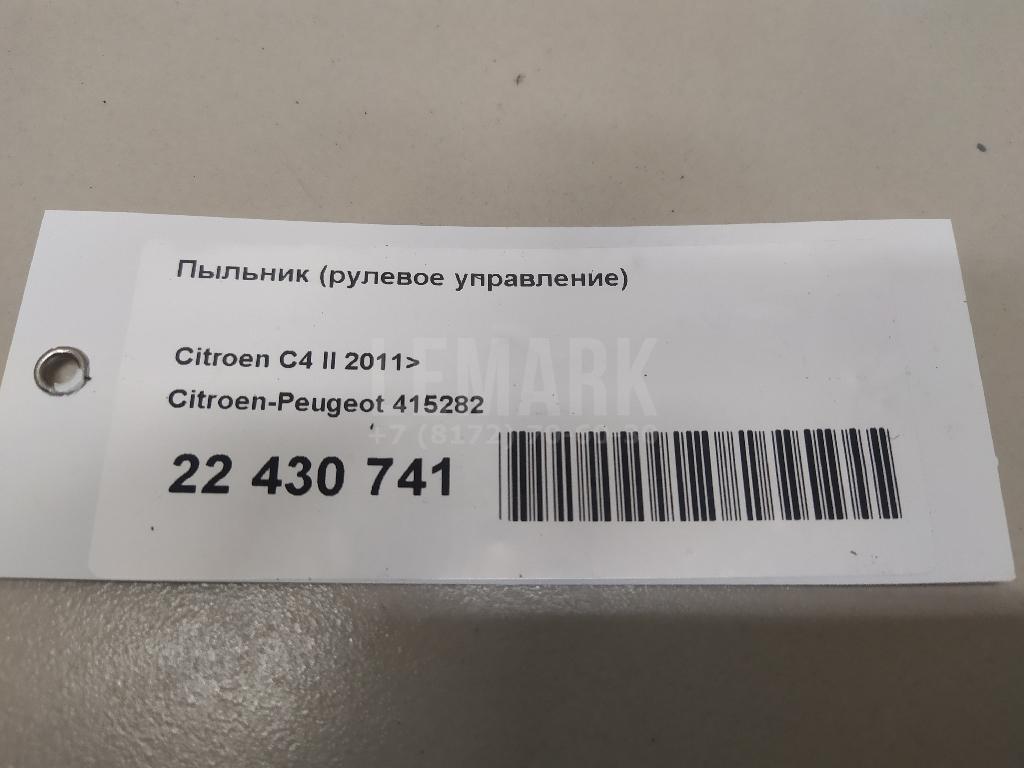 Пыльник (рулевое управление)
Citroen C4 II 2011>
LEMARK
Citroen-Peugeot 415282
22 430 741